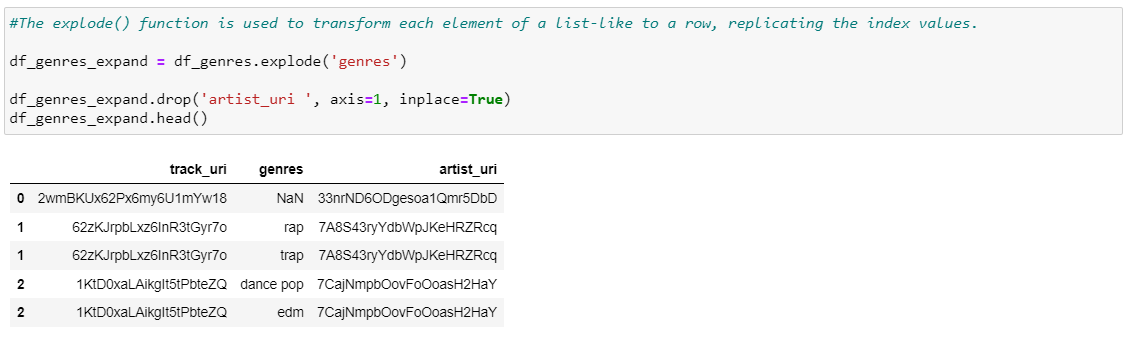 #The explode() function is used to transform each element of a list-like to a row, replicating the index values.
df_genres_expand = df_genres.explode('genres')
df_genres_expand.drop('artist_uri ', axis=1, inplace=True)
df_genres_expand.head()
track_uri genres artist_uri
0 2wmBKUx62Px6my6U1mYw18 NaN 33nrND6ODgesoa1Qmr5DbD
1 62zKJrpbLxz6InR3tGyr7o rap 7A8S43ryYdbWpJKeHRZRcq
1 62zKJrpbLxz6InR3tGyr7o trap 7A8S43ryYdbWpJKeHRZRcq
2 1KtD0xaLAikgIt5tPbteZQ dance pop 7CajNmpbOovFoOoasH2HaY
2 1KtD0xaLAikgIt5tPbteZQ edm 7CajNmpbOovFoOoasH2HaY